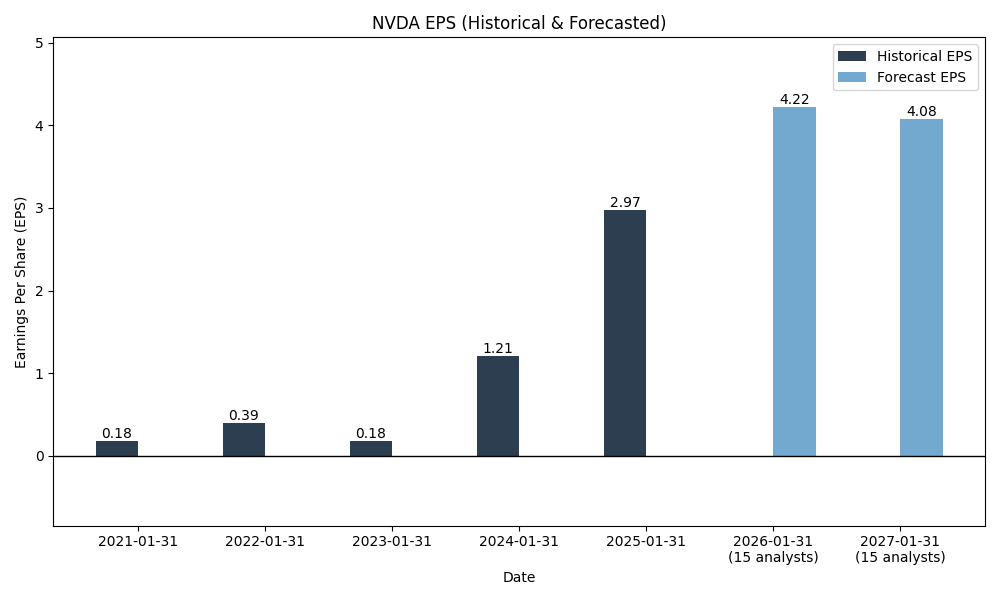 NVDA EPS (Historical & Forecasted)
Historical EPS
Forecast EPS
Earnings Per Share (EPS)
5
4
3
2
1
0
0.18
0.39
0.18
1.21
2.97
4.22
4.08
2021-01-31
2022-01-31
2023-01-31
2024-01-31
2025-01-31
2026-01-31
(15 analysts)
2027-01-31
(15 analysts)
Date